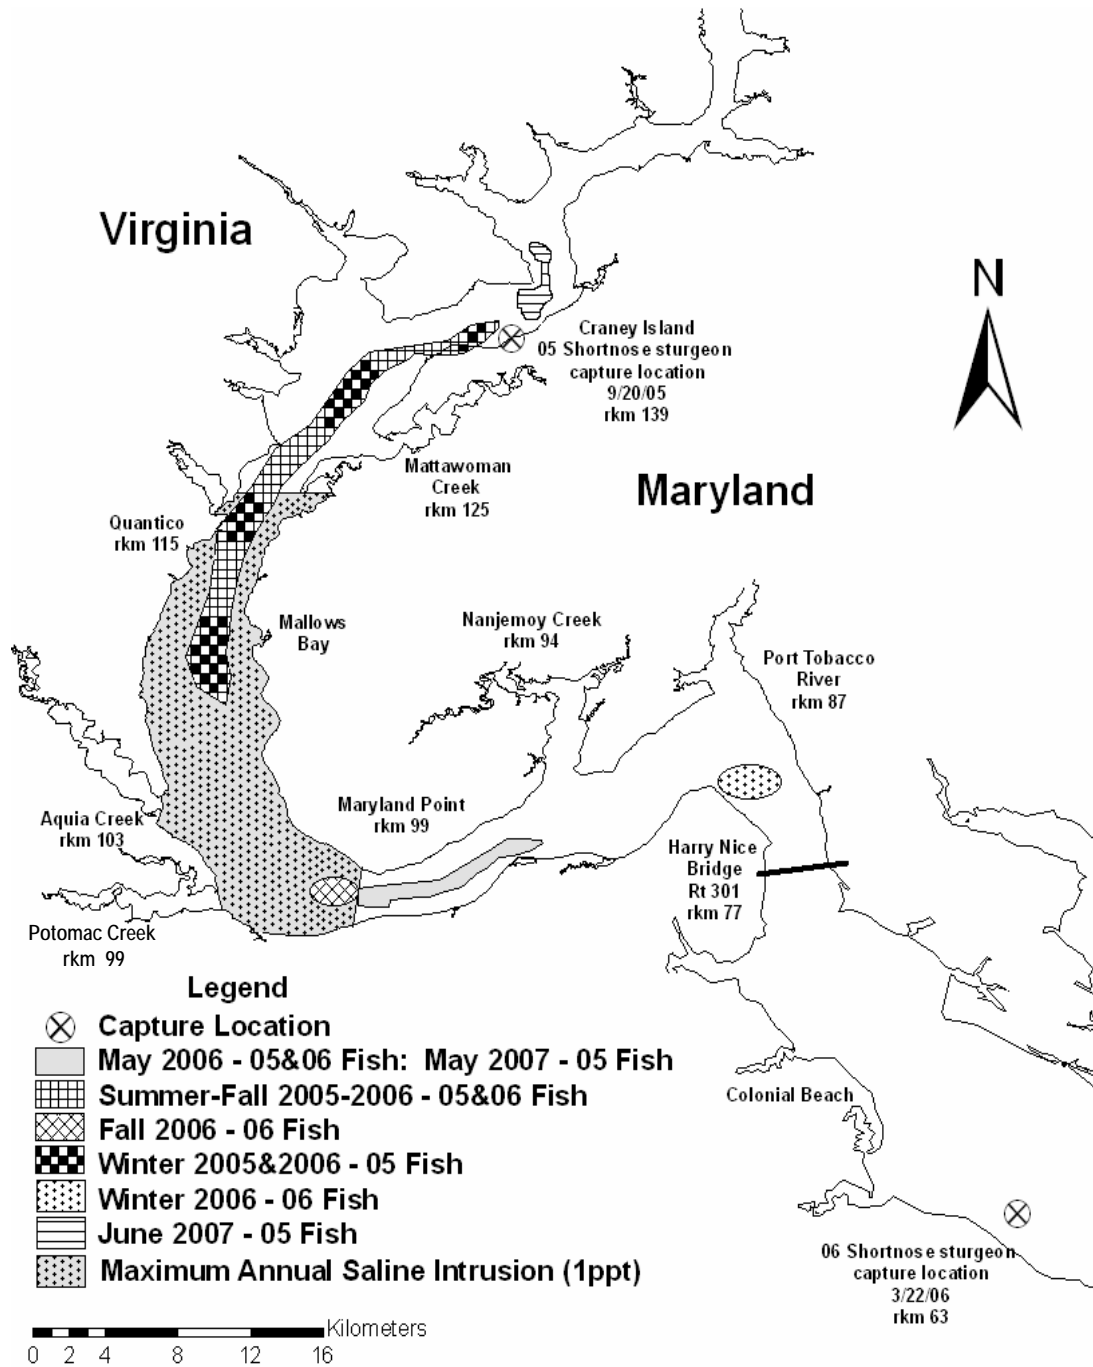 Virginia
N
Craney Island
05 Shortnose sturgeon
capture location
9/20/05
rkm 139
Mattawoman
Creek
rkm 125
Maryland
Quantico
rkm 115
Mallows
Bay
Nanjemoy Creek
rkm 94
Port Tobacco
River
rkm 87
Maryland Point
rkm 99
Aquia Creek
rkm 103
Harry Nice
Bridge
Rt 301
rkm 77
Potomac Creek
rkm 99
Colonial Beach
06 Shortnose sturgeon
capture location
3/22/06
rkm 63
Legend
Capture Location
May 2006 - 05&06 Fish: May 2007 - 05 Fish
Summer-Fall 2005-2006 - 05&06 Fish
Fall 2006 - 06 Fish
Winter 2005&2006 - 05 Fish
Winter 2006 - 06 Fish
June 2007 - 05 Fish
Maximum Annual Saline Intrusion (1ppt)
Kilometers
0 2 4 8 12 16